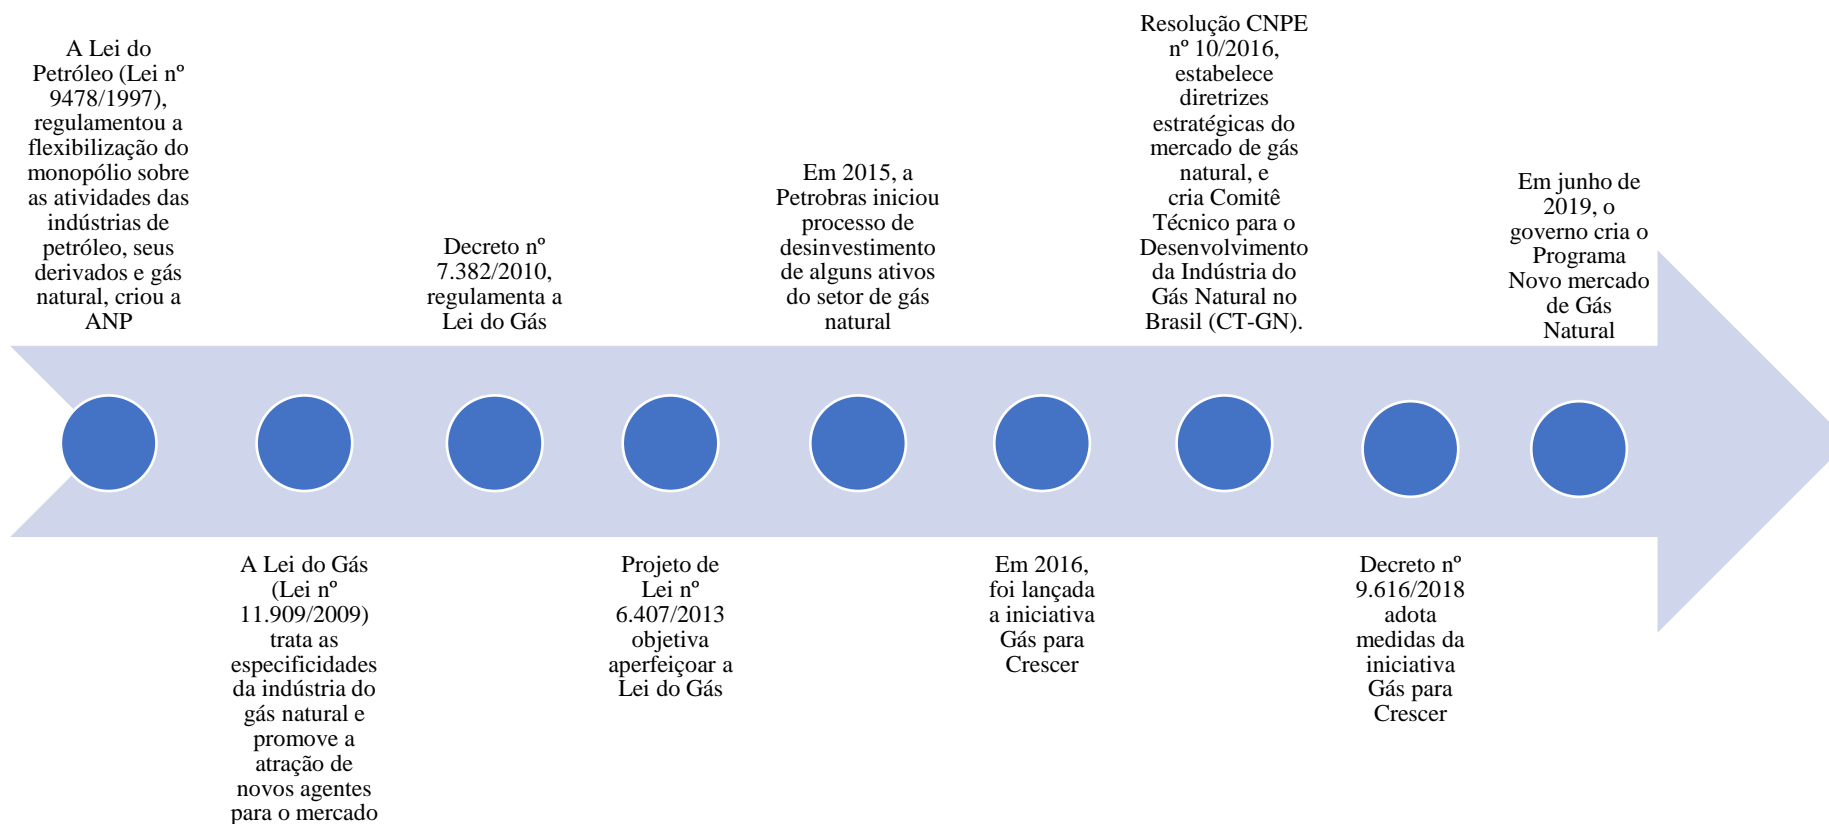 A Lei do
Petróleo (Lei nº
9478/1997),
regulamentou a
flexibilização do
monopólio sobre
as atividades das
indústrias de
petróleo, seus
derivados e gás
natural, criou a
ANP
A Lei do Gás
(Lei nº
11.909/2009)
trata as
especificidades
da indústria do
gás natural e
promove a
atração de
novos agentes
para o mercado
Decreto nº
7.382/2010,
regulamenta a
Lei do Gás
Projeto de
Lei nº
6.407/2013
objetiva
aperfeiçoar a
Lei do Gás
Em 2015, a
Petrobras iniciou
processo de
desinvestimento
de alguns ativos
do setor de gás
natural
Em 2016,
foi lançada
a iniciativa
Gás para
Crescer
Resolução CNPE
nº 10/2016,
estabelece
diretrizes
estratégicas do
mercado de gás
natural, e
cria Comitê
Técnico para o
Desenvolvimento
da Indústria do
Gás Natural no
Brasil (CT-GN).
Decreto nº
9.616/2018
adota
medidas da
iniciativa
Gás para
Crescer
Em junho de
2019, o
governo cria o
Programa
Novo mercado
de Gás
Natural